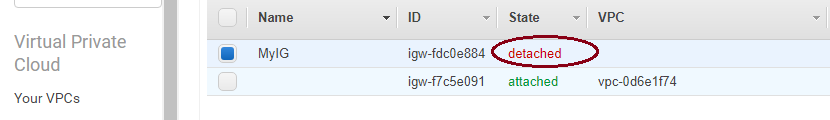 Name ID State VPC
Virtual Private
Cloud
MyIG igw-fdc0e884 detached
igw-f7c5e091 attached vpc-0d6e1f74
Your VPCs